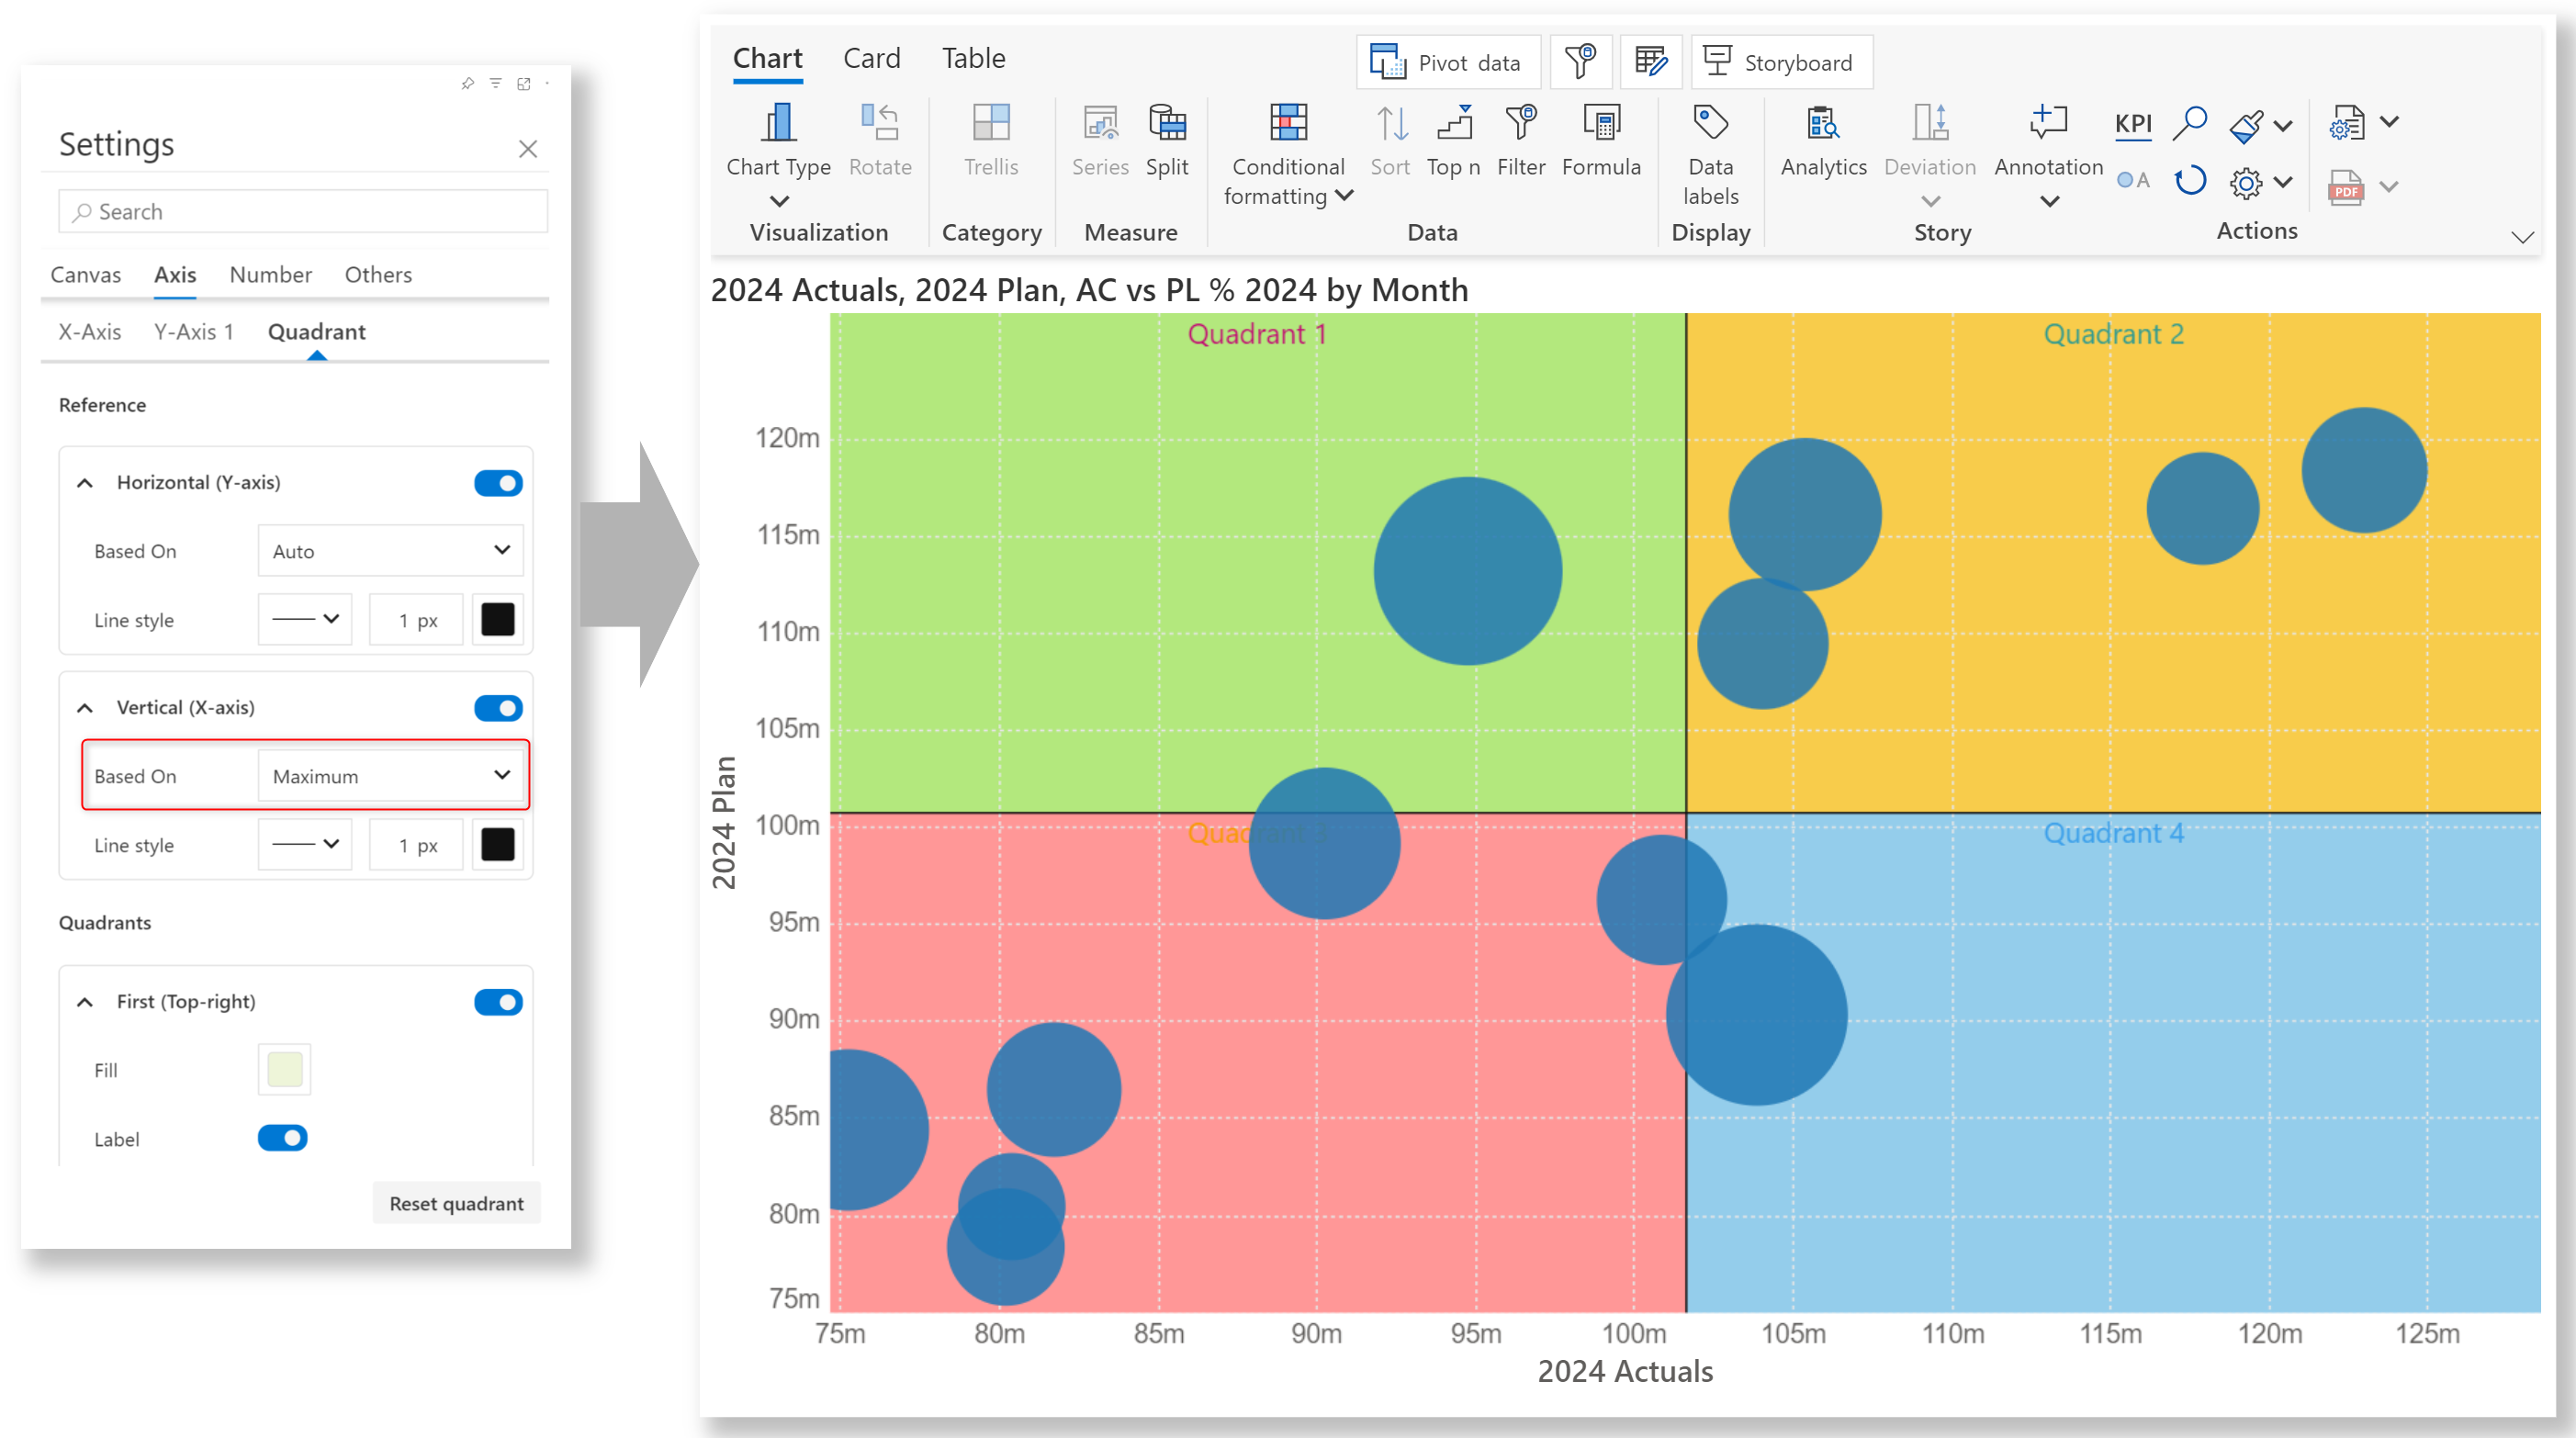 Settings
Search
Canvas Axis Number Others
X-Axis Y-Axis 1 Quadrant
Reference
Horizontal (Y-axis)
Based On Auto
Line style 1 px
Vertical (X-axis)
Based On Maximum
Line style 1 px
Quadrants
First (Top-right)
Fill
Label
Reset quadrant
Chart Card Table
Pivot data Storyboard
Chart Type Rotate Trellis Series Split Conditional formatting Sort Top n Filter Formula Data labels Analytics Deviation Annotation KPI
A PDF
Visualization Category Measure Data Display Story Actions
2024 Actuals, 2024 Plan, AC vs PL % 2024 by Month
Quadrant 1 Quadrant 2
120m
115m
110m
105m
100m
95m
90m
85m
80m
75m
2024 Plan
Quadrant 3 Quadrant 4
75m 80m 85m 90m 95m 100m 105m 110m 115m 120m 125m
2024 Actuals